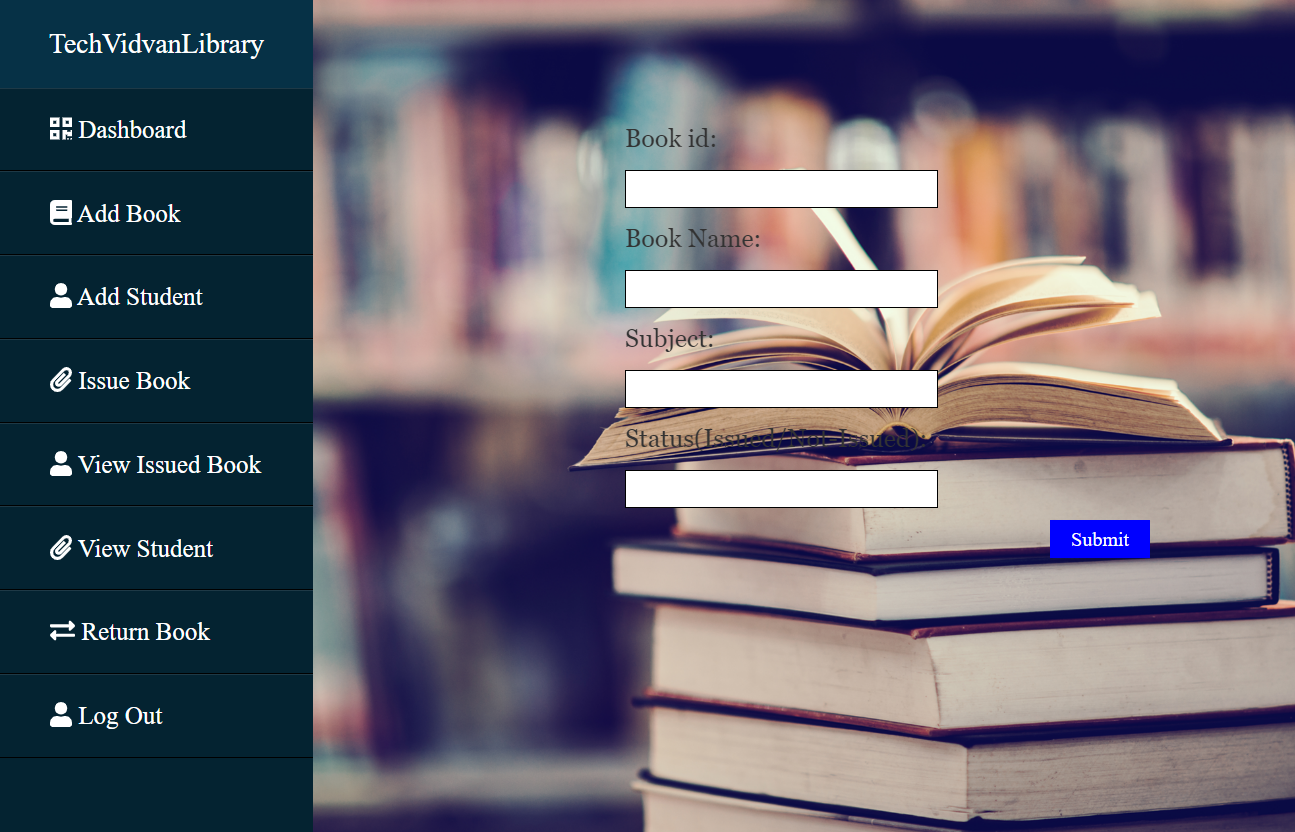 TechVidvanLibrary
Dashboard
Add Book
Add Student
Issue Book
View Issued Book
View Student
Return Book
Log Out
Book id:
Book Name:
Subject:
Status(Issued/Not-Issued):
Submit